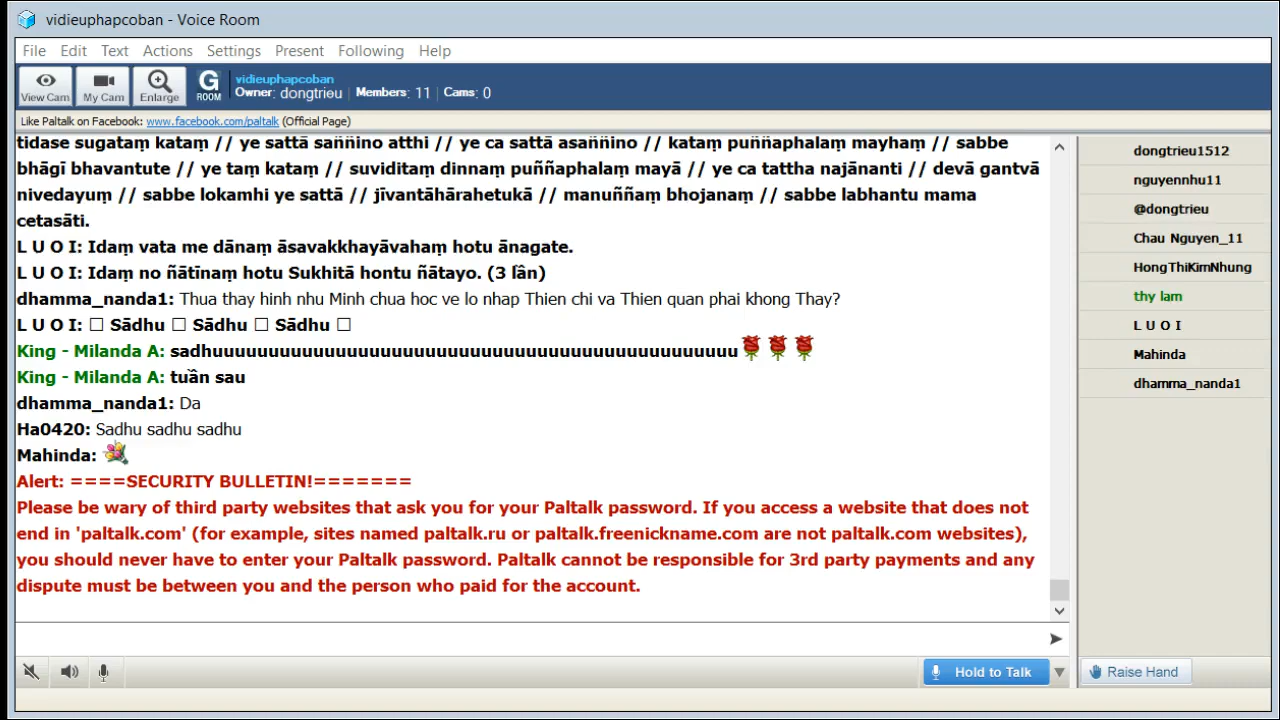 vidieuphapcoban - Voice Room
File Edit Text Actions Settings Present Following Help
View Cam My Cam Enlarge G ROOM
vidieuphapcoban
Owner: dongtrieu | Members: 11 | Cams: 0
Like Paltalk on Facebook: www.facebook.com/paltalk (Official Page)
tidase sugataṃ kataṃ // ye sattā saññino atthi // ye ca sattā asaññino // kataṃ puññaphalaṃ mayhaṃ // sabbe
bhāgī bhavantute // ye taṃ kataṃ // suviditaṃ dinnaṃ puññaphalaṃ mayā // ye ca tattha najānanti // devā gantvā
nivedayuṃ // sabbe lokamhi ye sattā // jīvantāhārahetukā // manuññaṃ bhojanaṃ // sabbe labhantu mama
cetasāti.
L U O I: Idaṃ vata me dānaṃ āsavakkhayāvahaṃ hotu ānagate.
L U O I: Idaṃ no ñātīnaṃ hotu Sukhitā hontu ñātayo. (3 lần)
dhamma_nanda1: Thua thay hinh nhu Minh chua hoc ve lo nhap Thien chi va Thien quan phai khong Thay?
L U O I: □ Sādhu □ Sādhu □ Sādhu □
King - Milanda A: sadhuuuuuuuuuuuuuuuuuuuuuuuuuuuuuuuuuuuuuuuuuuuuuuuu
King - Milanda A: tuần sau
dhamma_nanda1: Da
Ha0420: Sadhu sadhu sadhu
Mahinda:
Alert: ====SECURITY BULLETIN!=======
Please be wary of third party websites that ask you for your Paltalk password. If you access a website that does not
end in 'paltalk.com' (for example, sites named paltalk.ru or paltalk.freenickname.com are not paltalk.com websites),
you should never have to enter your Paltalk password. Paltalk cannot be responsible for 3rd party payments and any
dispute must be between you and the person who paid for the account.
dongtrieu1512
nguyennhu11
@dongtrieu
Chau Nguyen_11
HongThiKimNhung
thy lam
L U O I
Mahinda
dhamma_nanda1
Hold to Talk
Raise Hand